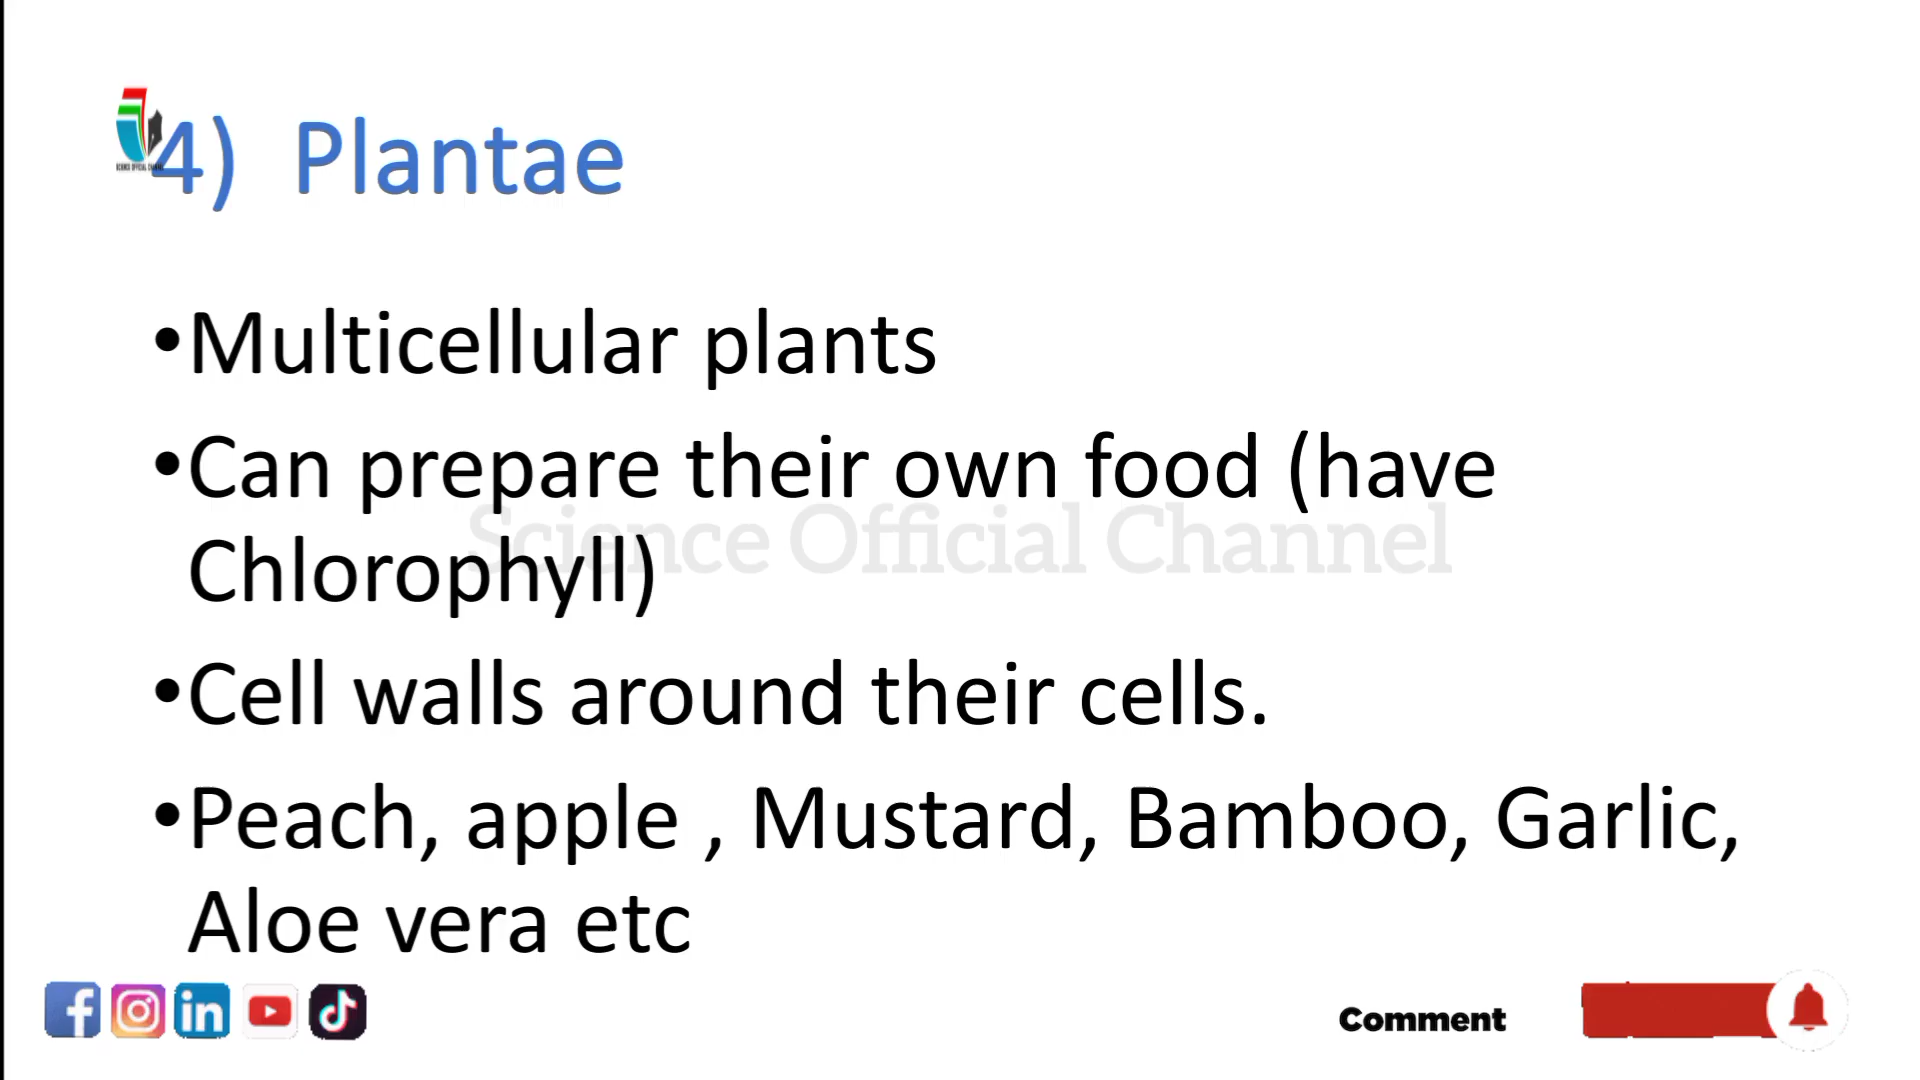 4) Plantae
•Multicellular plants
•Can prepare their own food (have
Chlorophyll)
Science Official Channel
•Cell walls around their cells.
•Peach, apple , Mustard, Bamboo, Garlic,
Aloe vera etc
Comment